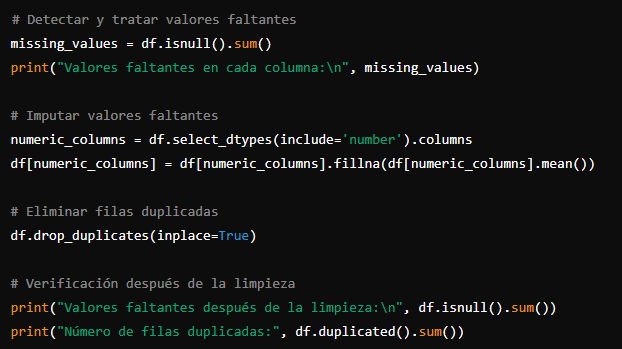 # Detectar y tratar valores faltantes
missing_values = df.isnull().sum()
print("Valores faltantes en cada columna:\n", missing_values)
# Imputar valores faltantes
numeric_columns = df.select_dtypes(include='number').columns
df[numeric_columns] = df[numeric_columns].fillna(df[numeric_columns].mean())
# Eliminar filas duplicadas
df.drop_duplicates(inplace=True)
# Verificación después de la limpieza
print("Valores faltantes después de la limpieza:\n", df.isnull().sum())
print("Número de filas duplicadas:", df.duplicated().sum())